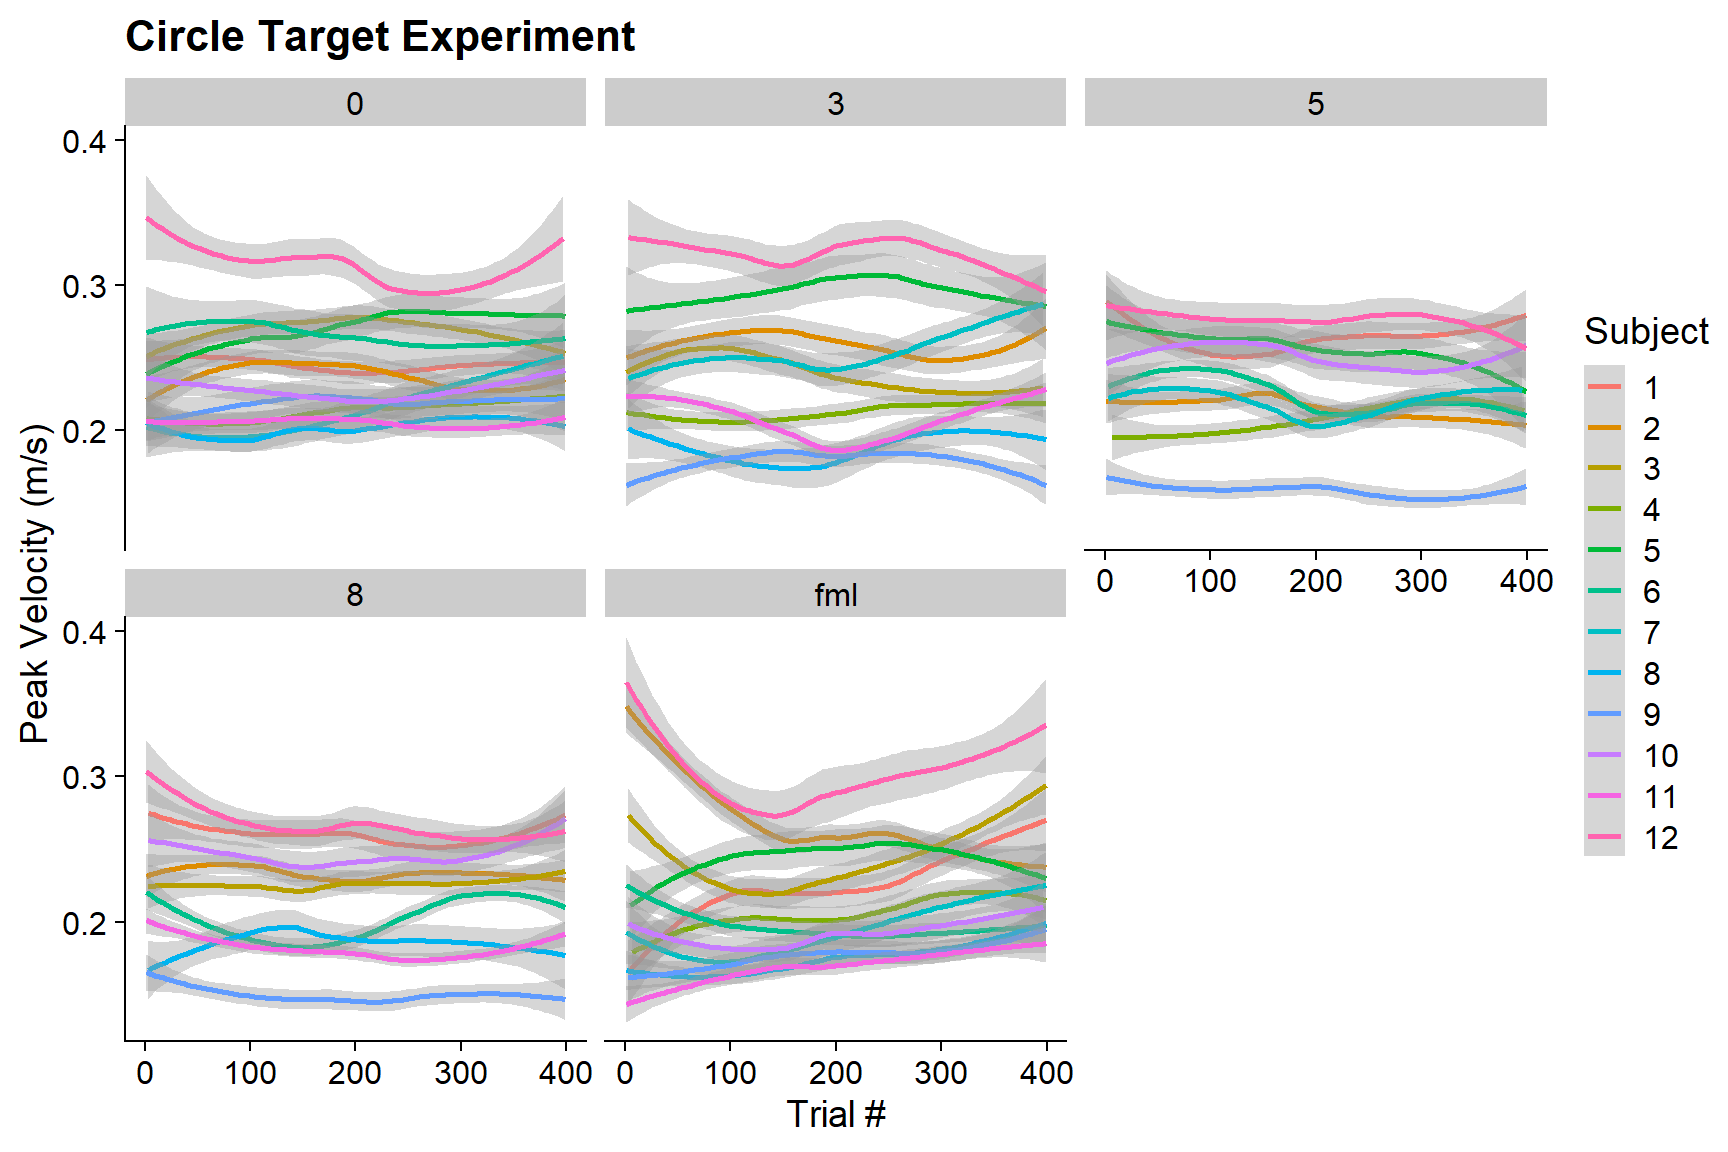 Circle Target Experiment
0 3 5
0.4
0.3
0.2
0 100 200 300 400
8 fml
0.4
0.3
0.2
0 100 200 300 400 0 100 200 300 400
Trial #
Peak Velocity (m/s)
Subject
1
2
3
4
5
6
7
8
9
10
11
12